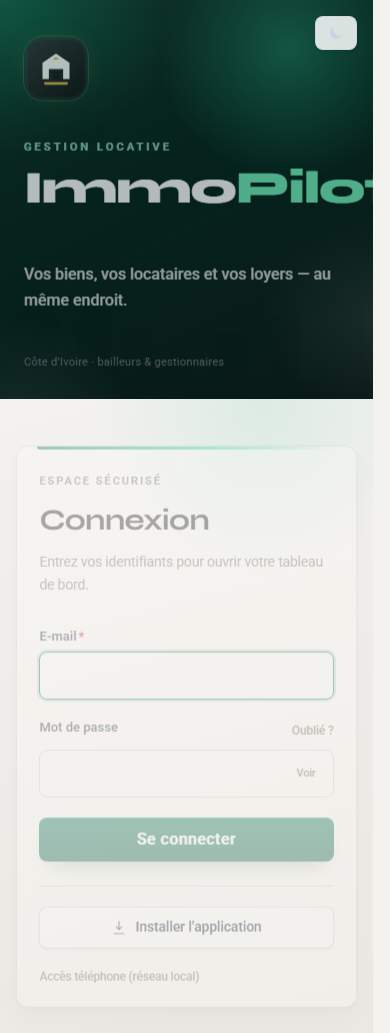 GESTION LOCATIVE
ImmoPilot
Vos biens, vos locataires et vos loyers — au
même endroit.
Côte d'Ivoire · bailleurs & gestionnaires
ESPACE SÉCURISÉ
Connexion
Entrez vos identifiants pour ouvrir votre tableau
de bord.
E-mail *
Mot de passe
Oublié ?
Voir
Se connecter
Installer l'application
Accès téléphone (réseau local)